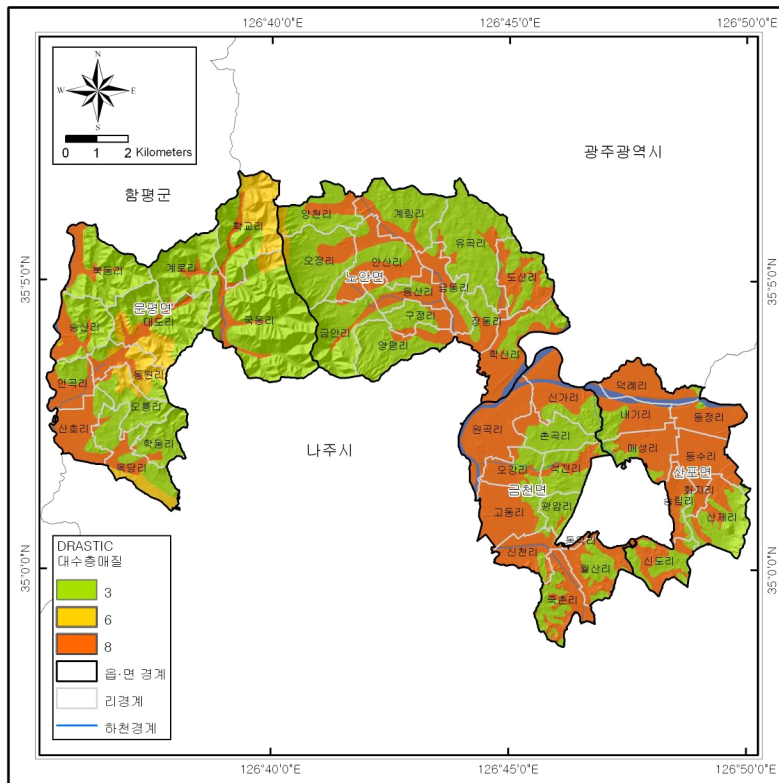 126°40'0"E
126°45'0"E
126°50'0"E
N
W
E
S
0 1 2 Kilometers
광주광역시
함평군
학교리
양천리
계림리
유곡리
북동리
계로리
오정리
안산리
도산리
노안면
문평면
대도리
용산리
금동리
송산리
국동리
금안리
구정리
장동리
영평리
학산리
동원리
안곡리
덕례리
오룡리
신가리
내기리
등정리
산호리
학동리
원곡리
촌곡리
매성리
등수리
나주시
옥당리
오강리
석전리
산포면
화지리
금천면
광암리
송림리
고동리
산제리
동악리
신천리
월산리
신도리
죽촌리
35°5'0"N
35°5'0"N
35°0'0"N
35°0'0"N
DRASTIC
대수층매질
3
6
8
읍·면 경계
리경계
하천경계
126°40'0"E
126°45'0"E
126°50'0"E